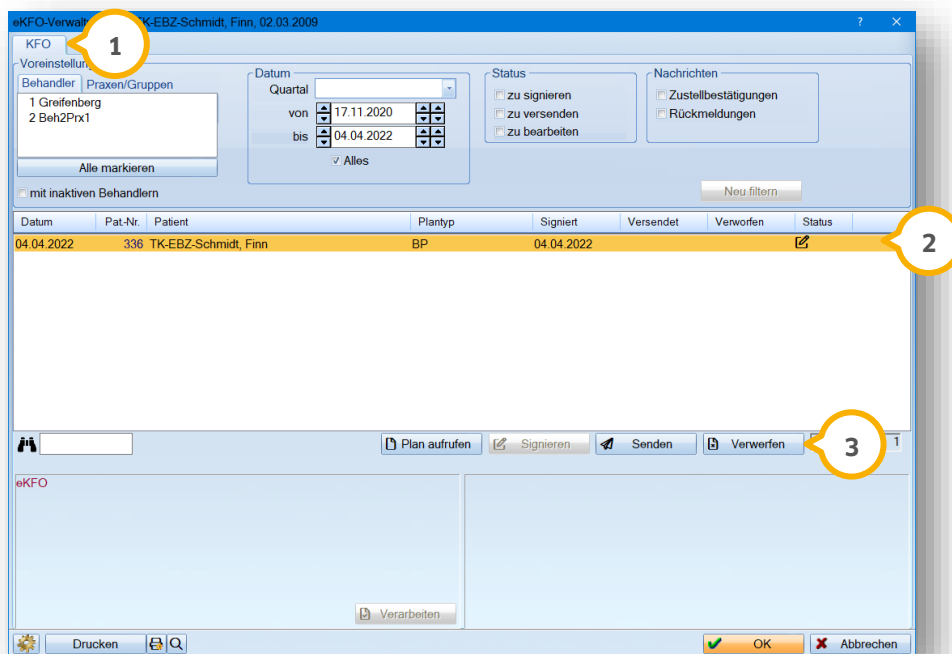 eKFO-Verwalt TK-EBZ-Schmidt, Finn, 02.03.2009 ?
KFO
1
Voreinstellung
Behandler Praxen/Gruppen
1 Greifenberg
2 Beh2Prx1
Alle markieren
mit inaktiven Behandlern
Datum
Quartal
von 17.11.2020
bis 04.04.2022
Alles
Status
zu signieren
zu versenden
zu bearbeiten
Nachrichten
Zustellbestätigungen
Rückmeldungen
Neu filtern
Datum Pat.-Nr. Patient Plantyp Signiert Versendet Verworfen Status
04.04.2022 336 TK-EBZ-Schmidt, Finn BP 04.04.2022
2
Plan aufrufen Signieren Senden Verwerfen 1
3
eKFO
Verarbeiten
Drucken OK Abbrechen